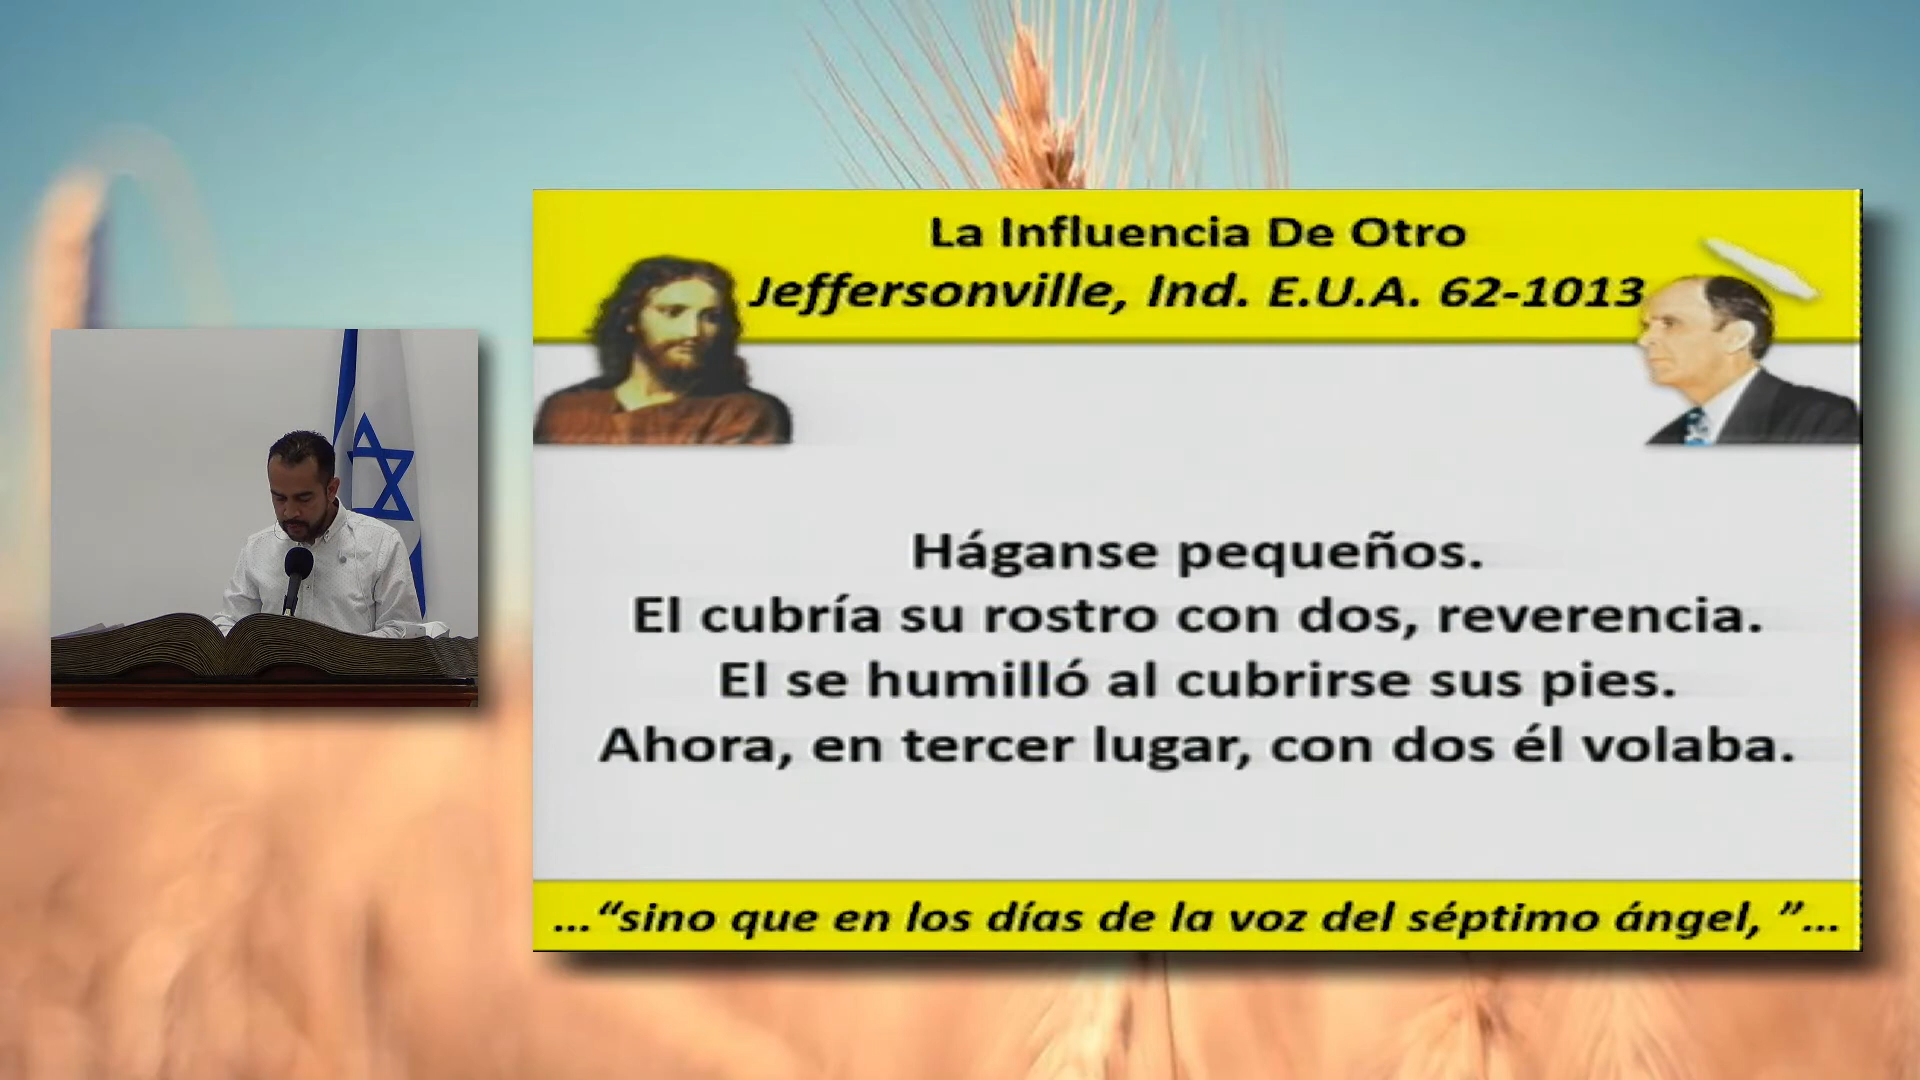 La Influencia De Otro
Jeffersonville, Ind. E.U.A. 62-1013
Háganse pequeños.
El cubría su rostro con dos, reverencia.
El se humilló al cubrirse sus pies.
Ahora, en tercer lugar, con dos él volaba.
...“sino que en los días de la voz del séptimo ángel, ”...